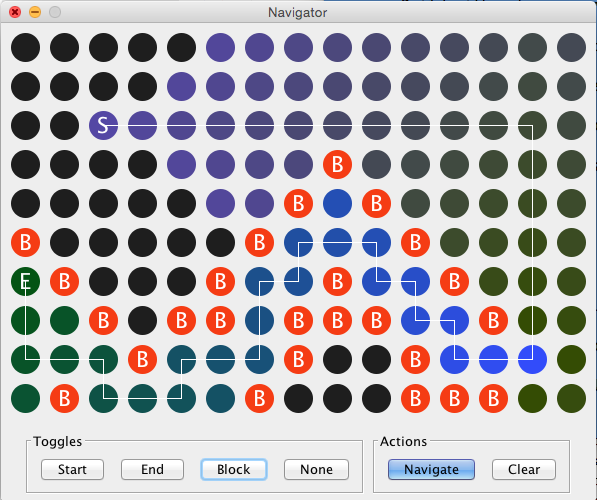 Navigator
S
B
B B
B B B
E B B B B
B B B B B B B
B B B
B B B B B
Toggles Actions
Start End Block None Navigate Clear